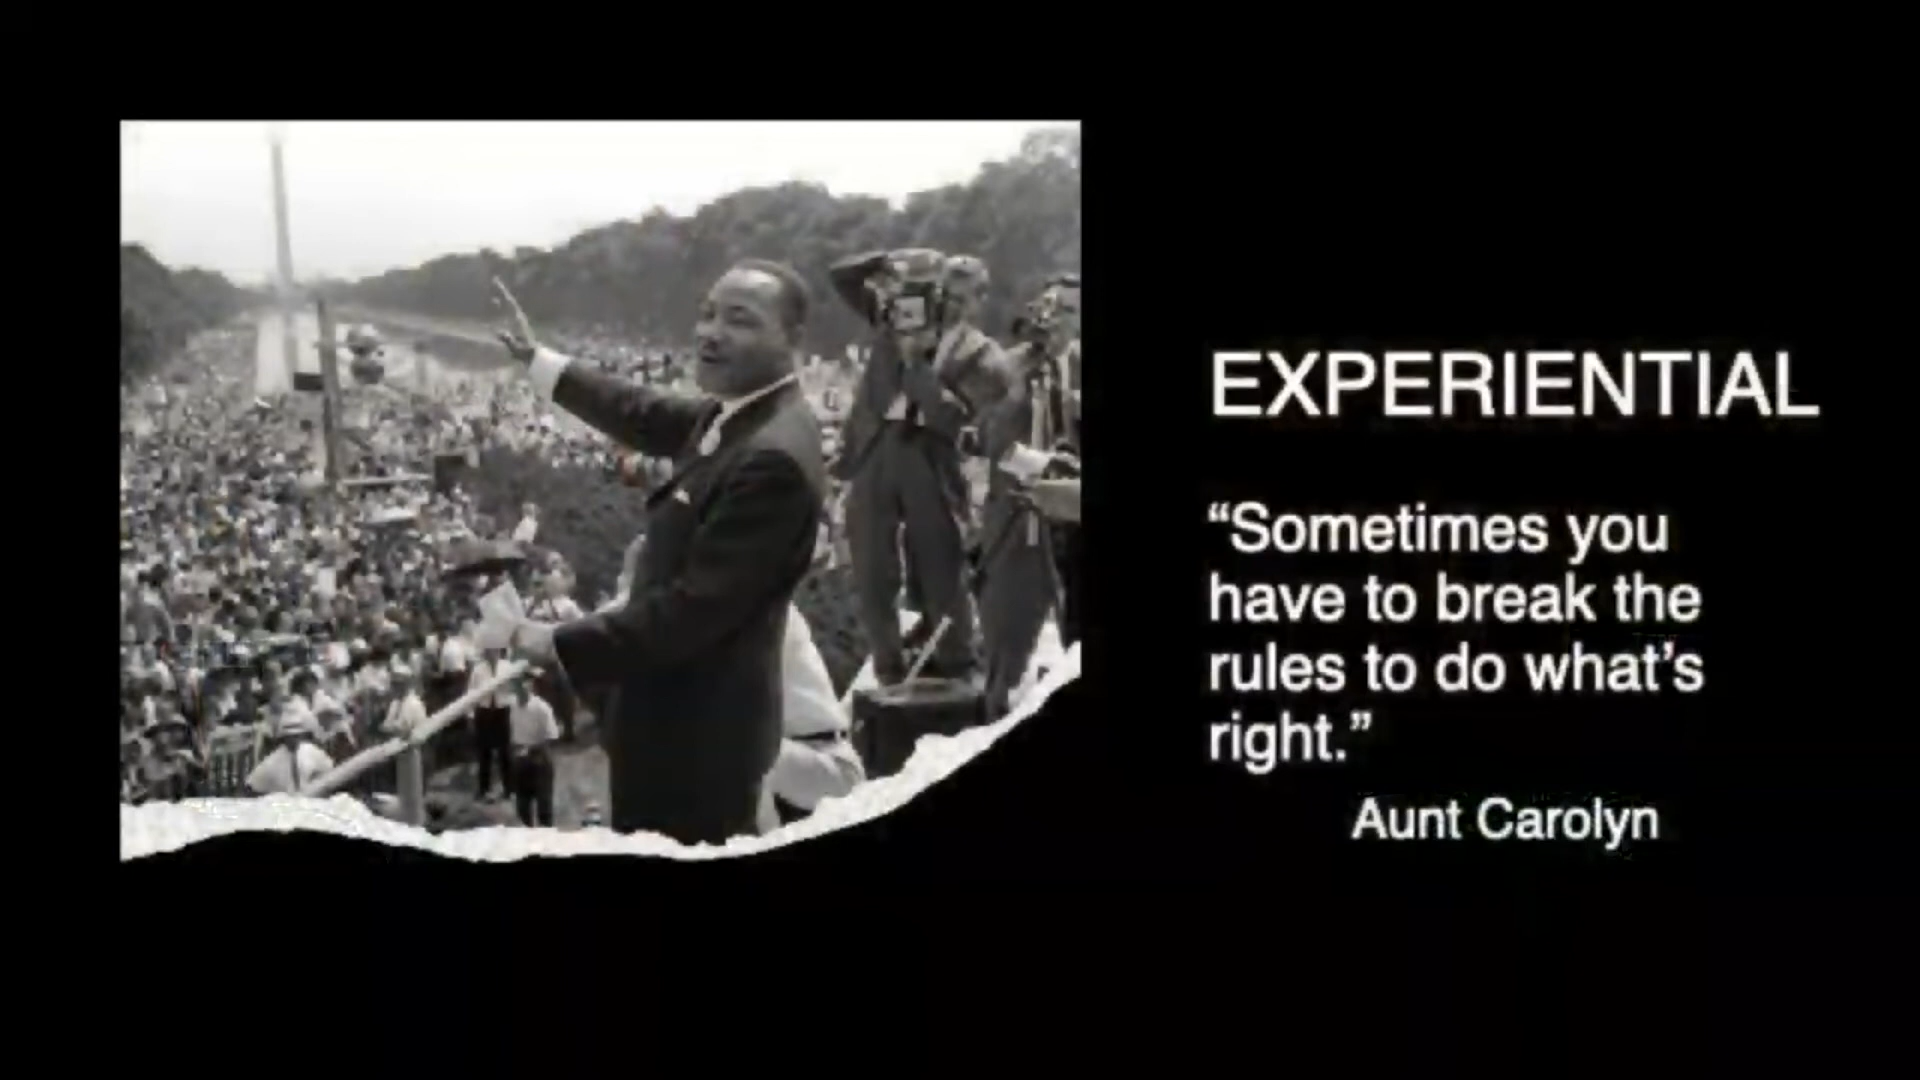 EXPERIENTIAL
“Sometimes you
have to break the
rules to do what’s
right.”
Aunt Carolyn